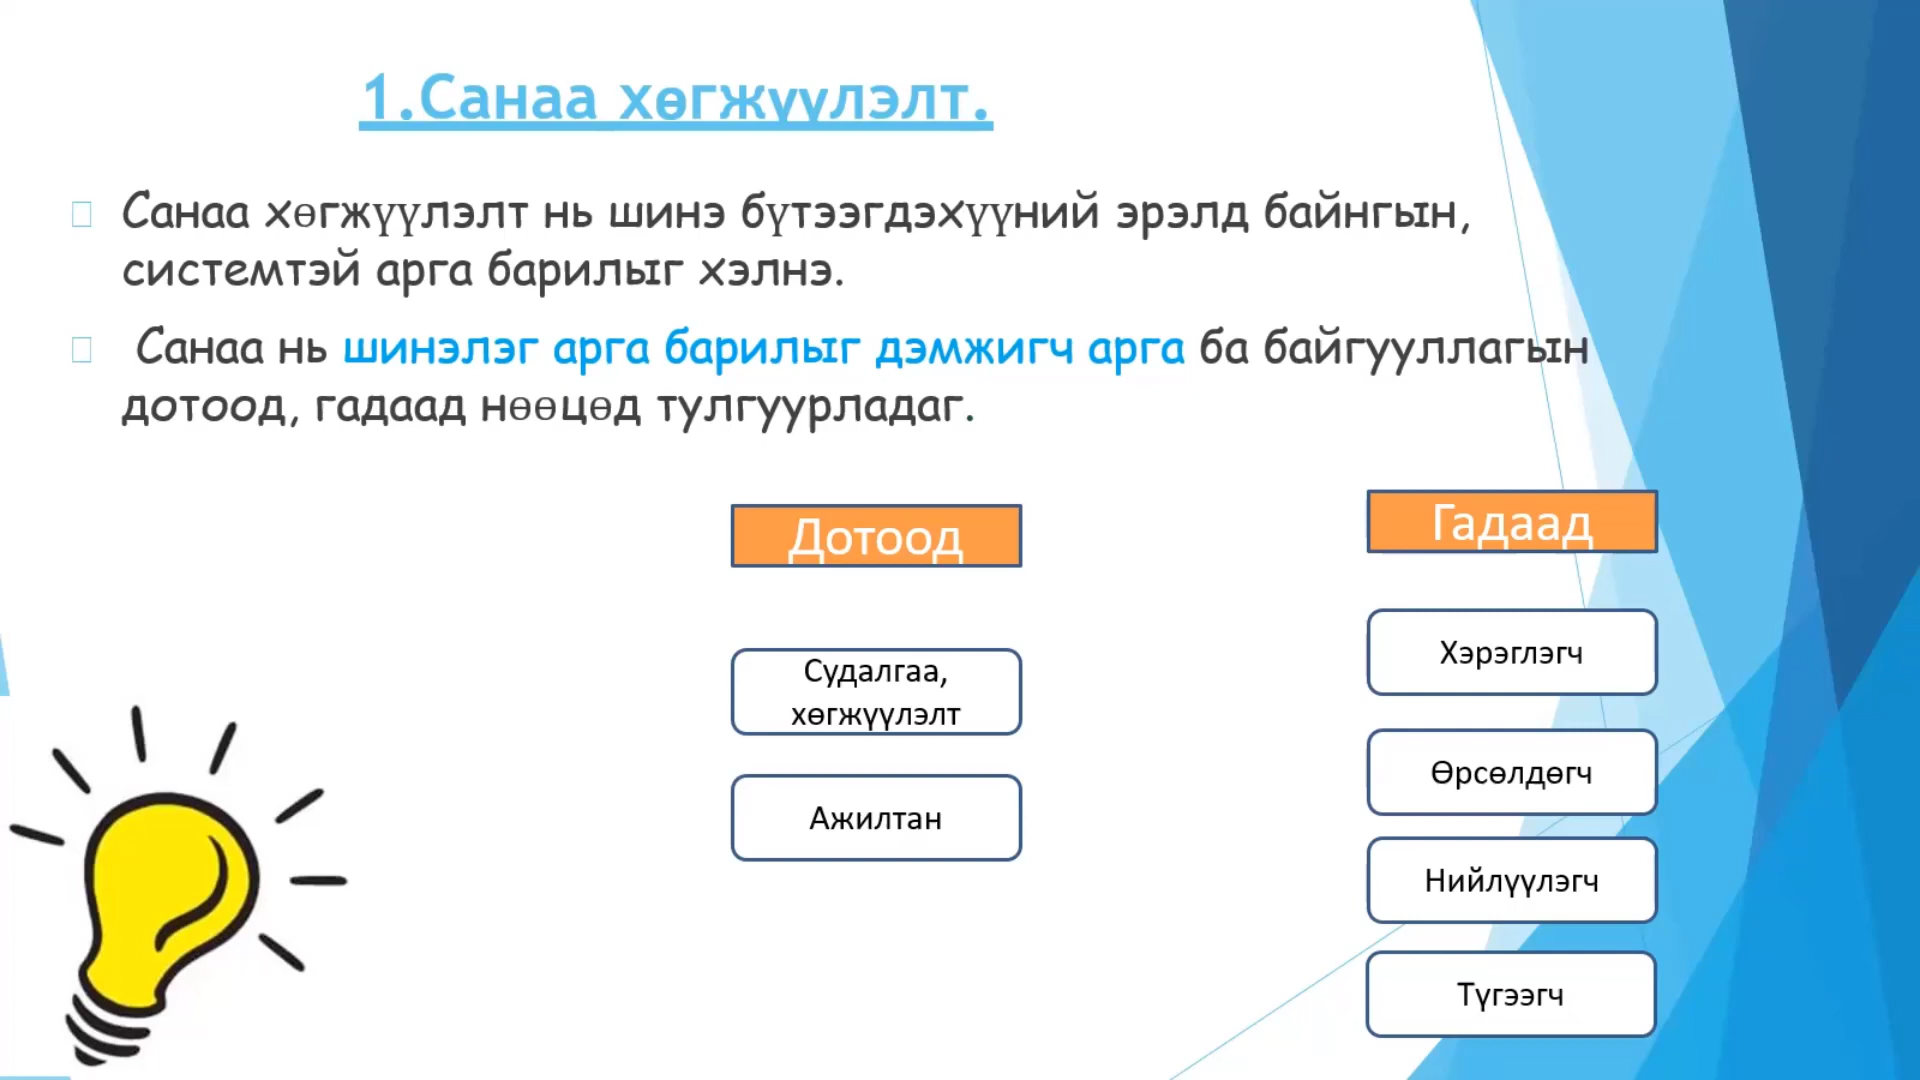 1.Санаа хөгжүүлэлт.
Санаа хөгжүүлэлт нь шинэ бүтээгдэхүүний эрэлд байнгын,
системтэй арга барилыг хэлнэ.
Санаа нь шинэлэг арга барилыг дэмжигч арга ба байгууллагын
дотоод, гадаад нөөцөд тулгуурладаг.
Дотоод
Судалгаа,
хөгжүүлэлт
Ажилтан
Гадаад
Хэрэглэгч
Өрсөлдөгч
Нийлүүлэгч
Түгээгч